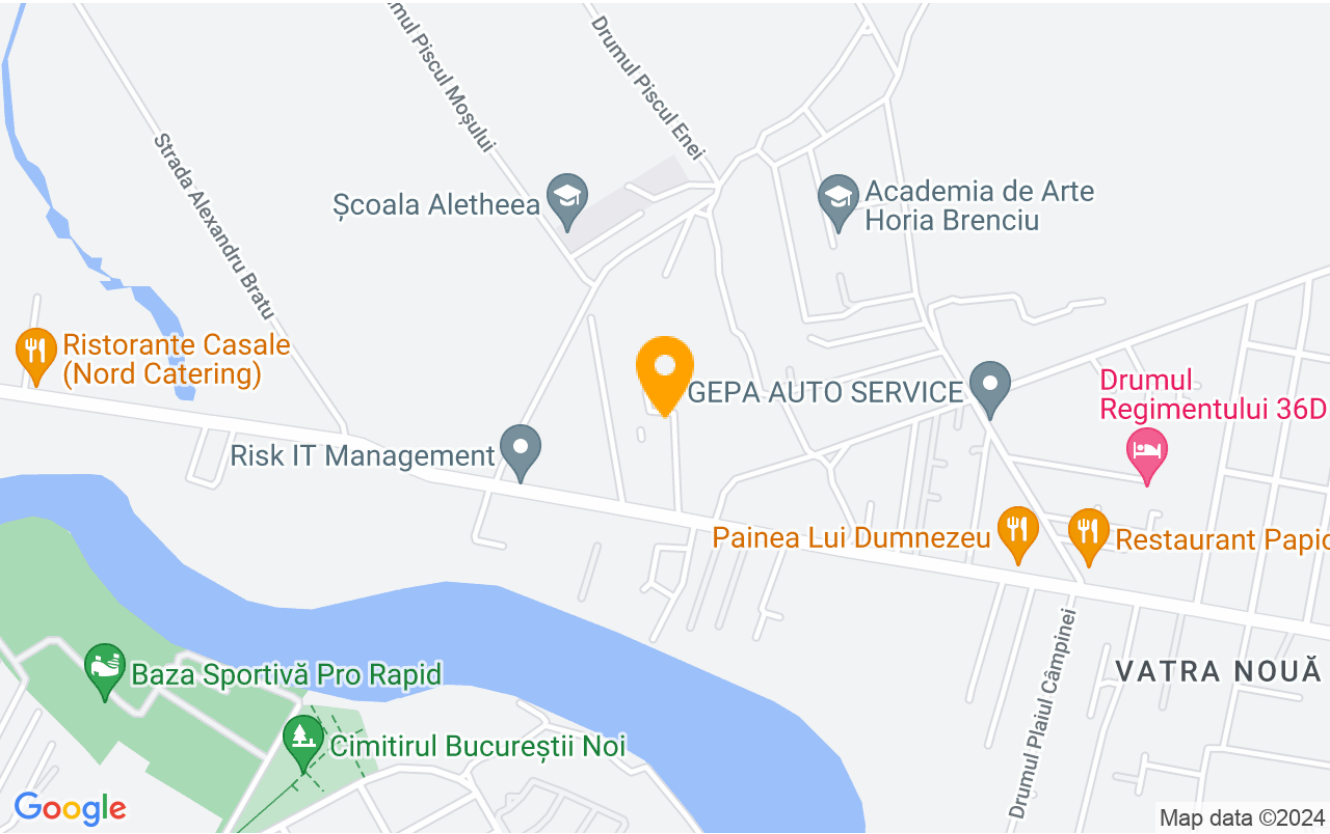 mul Piscul Moșului
Drumul Piscul Enei
Strada Alexandru Bratu
Școala Aletheea
Academia de Arte
Horia Brenciu
Ristorante Casale
(Nord Catering)
GEPA AUTO SERVICE
Drumul
Regimentului 36D
Risk IT Management
Painea Lui Dumnezeu
Restaurant Papio
Drumul Plaiul Câmpinei
VATRA NOUĂ
Baza Sportivă Pro Rapid
Cimitirul Bucureștii Noi
Google
Map data ©2024